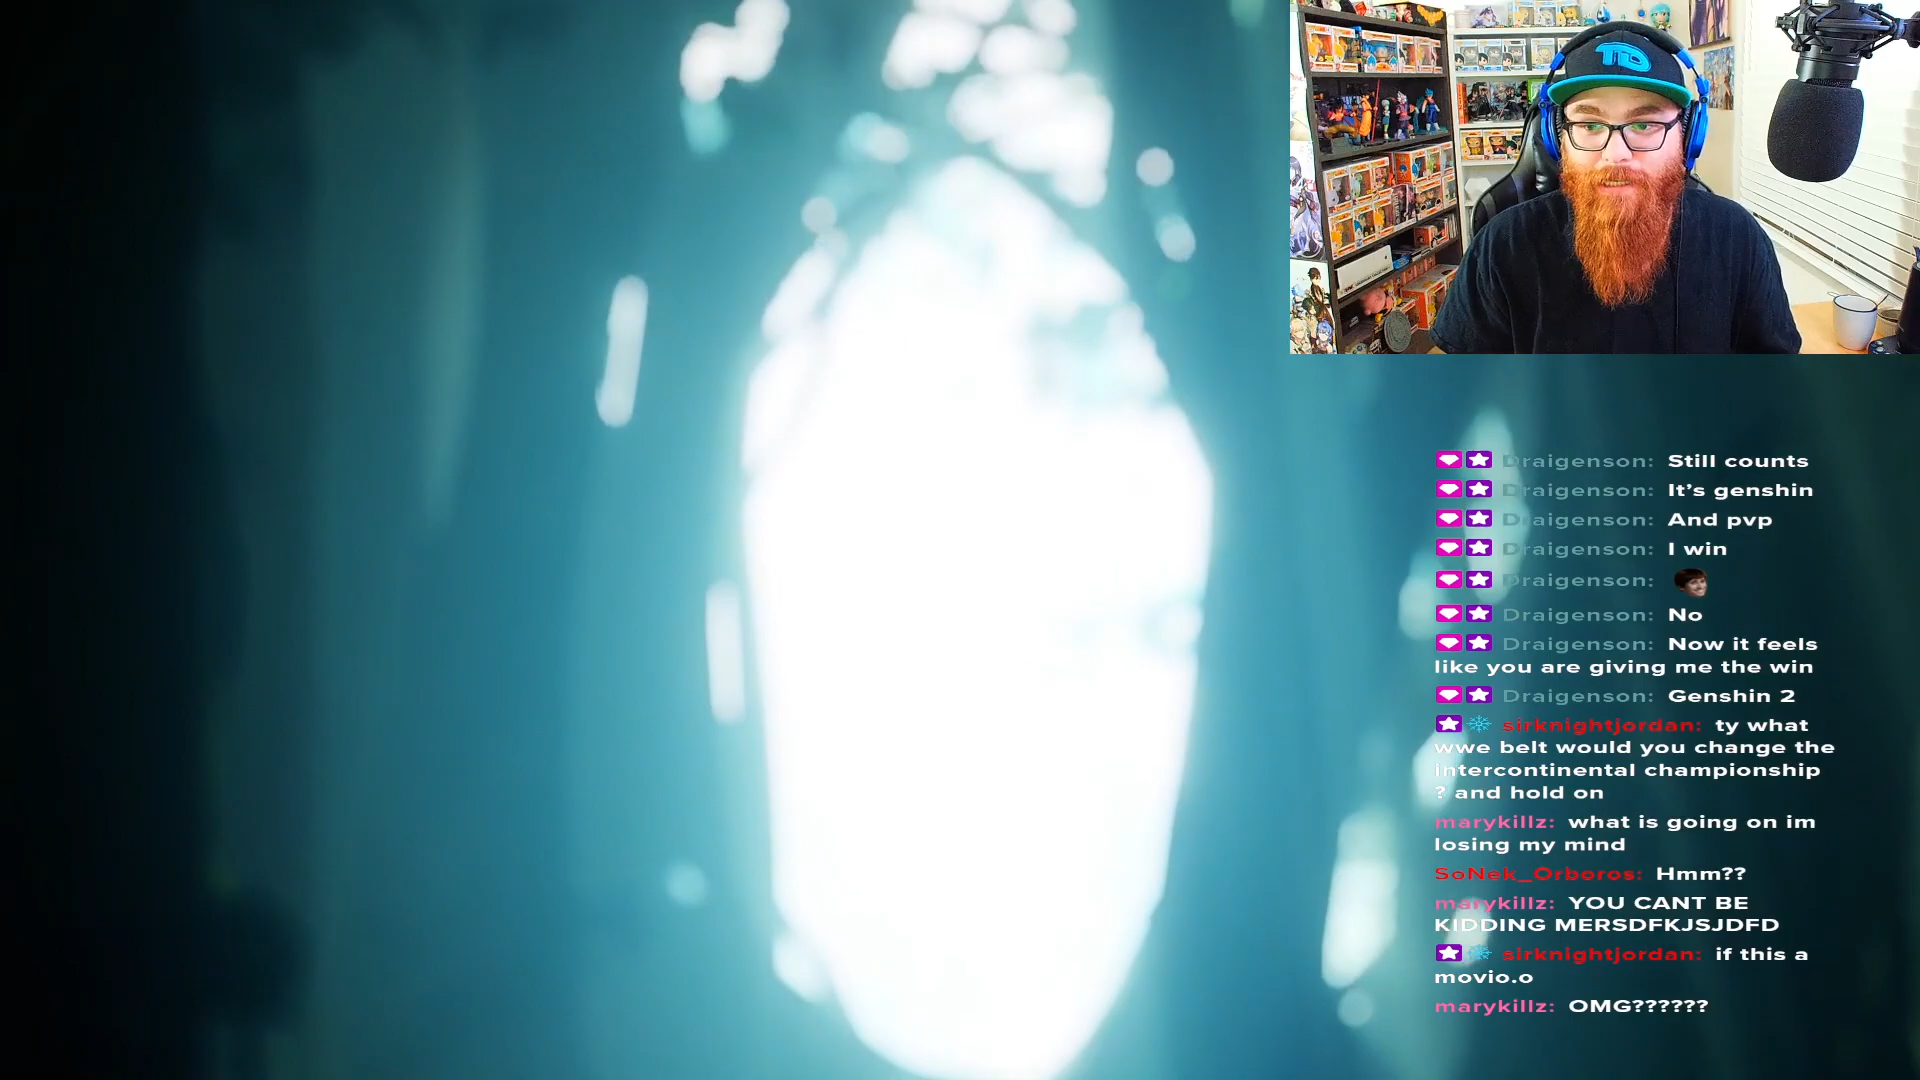 TD
Draigenson: Still counts
Draigenson: It’s genshin
Draigenson: And pvp
Draigenson: I win
Draigenson:
Draigenson: No
Draigenson: Now it feels
like you are giving me the win
Draigenson: Genshin 2
sirknightjordan: ty what
wwe belt would you change the
intercontinental championship
? and hold on
marykillz: what is going on im
losing my mind
SoNek_Orboros: Hmm??
marykillz: YOU CANT BE
KIDDING MERSDFKJSJDFD
sirknightjordan: if this a
movio.o
marykillz: OMG??????